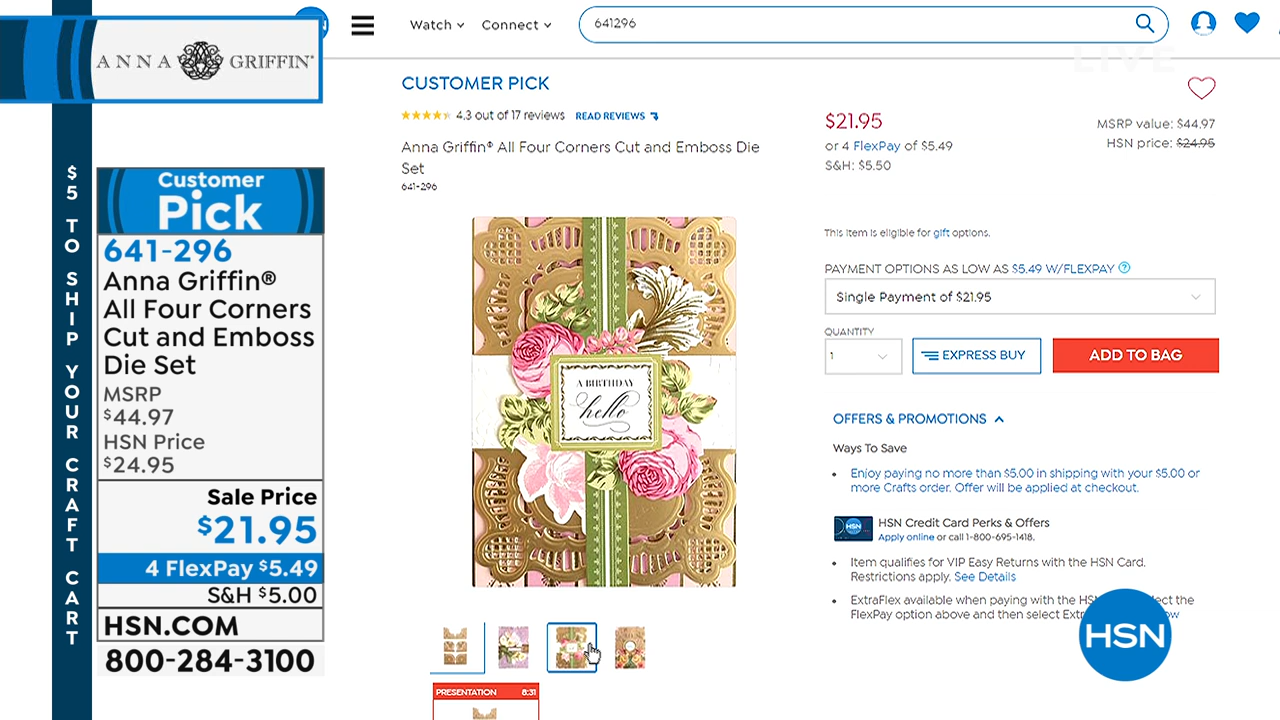 ANNA GRIFFIN
$5 TO SHIP YOUR CRAFT CART
Customer
Pick
641-296
Anna Griffin®
All Four Corners
Cut and Emboss
Die Set
MSRP
$44.97
HSN Price
$24.95
Sale Price
$21.95
4 FlexPay $5.49
S&H $5.00
HSN.COM
800-284-3100
Watch
Connect
641296
LIVE
CUSTOMER PICK
4.3 out of 17 reviews READ REVIEWS
Anna Griffin® All Four Corners Cut and Emboss Die
Set
641-296
A BIRTHDAY
hello
PRESENTATION 8:31
$21.95
or 4 FlexPay of $5.49
S&H: $5.50
MSRP value: $44.97
HSN price: $24.95
This item is eligible for gift options.
PAYMENT OPTIONS AS LOW AS $5.49 W/FLEXPAY
Single Payment of $21.95
QUANTITY
1
EXPRESS BUY
ADD TO BAG
OFFERS & PROMOTIONS
Ways To Save
Enjoy paying no more than $5.00 in shipping with your $5.00 or
more Crafts order. Offer will be applied at checkout.
HSN
HSN Credit Card Perks & Offers
Apply online or call 1-800-695-1418.
Item qualifies for VIP Easy Returns with the HSN Card.
Restrictions apply. See Details
ExtraFlex available when paying with the HS ect the
FlexPay option above and then select Extr ow
HSN